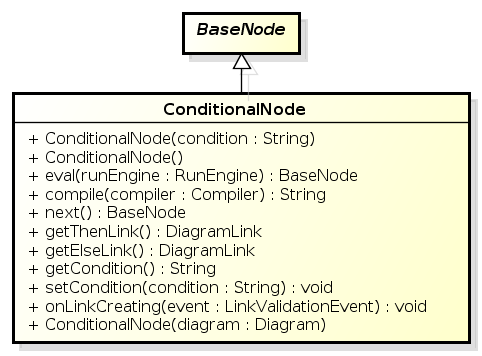 BaseNode
ConditionalNode
+ ConditionalNode(condition : String)
+ ConditionalNode()
+ eval(runEngine : RunEngine) : BaseNode
+ compile(compiler : Compiler) : String
+ next() : BaseNode
+ getThenLink() : DiagramLink
+ getElseLink() : DiagramLink
+ getCondition() : String
+ setCondition(condition : String) : void
+ onLinkCreating(event : LinkValidationEvent) : void
+ ConditionalNode(diagram : Diagram)